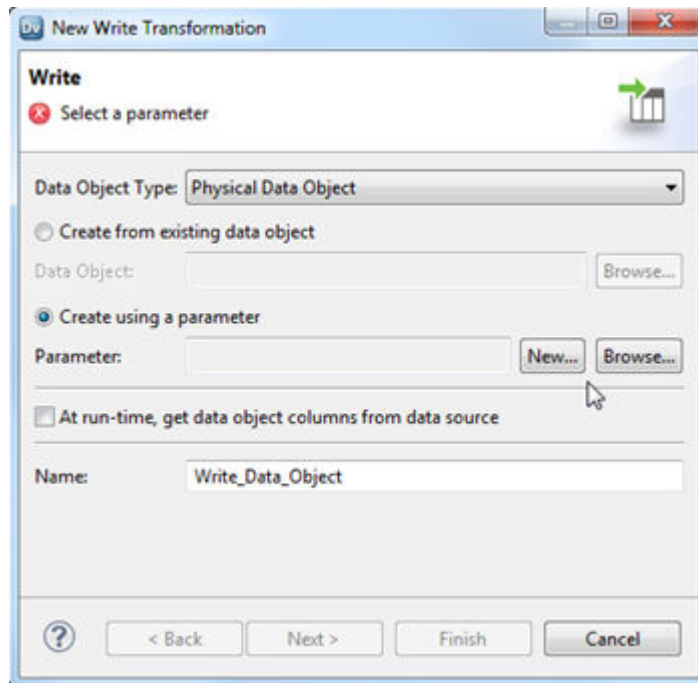 Dv New Write Transformation
Write
Select a parameter
Data Object Type: Physical Data Object
Create from existing data object
Data Object: Browse...
Create using a parameter
Parameter: New... Browse...
At run-time, get data object columns from data source
Name: Write_Data_Object
? < Back Next > Finish Cancel